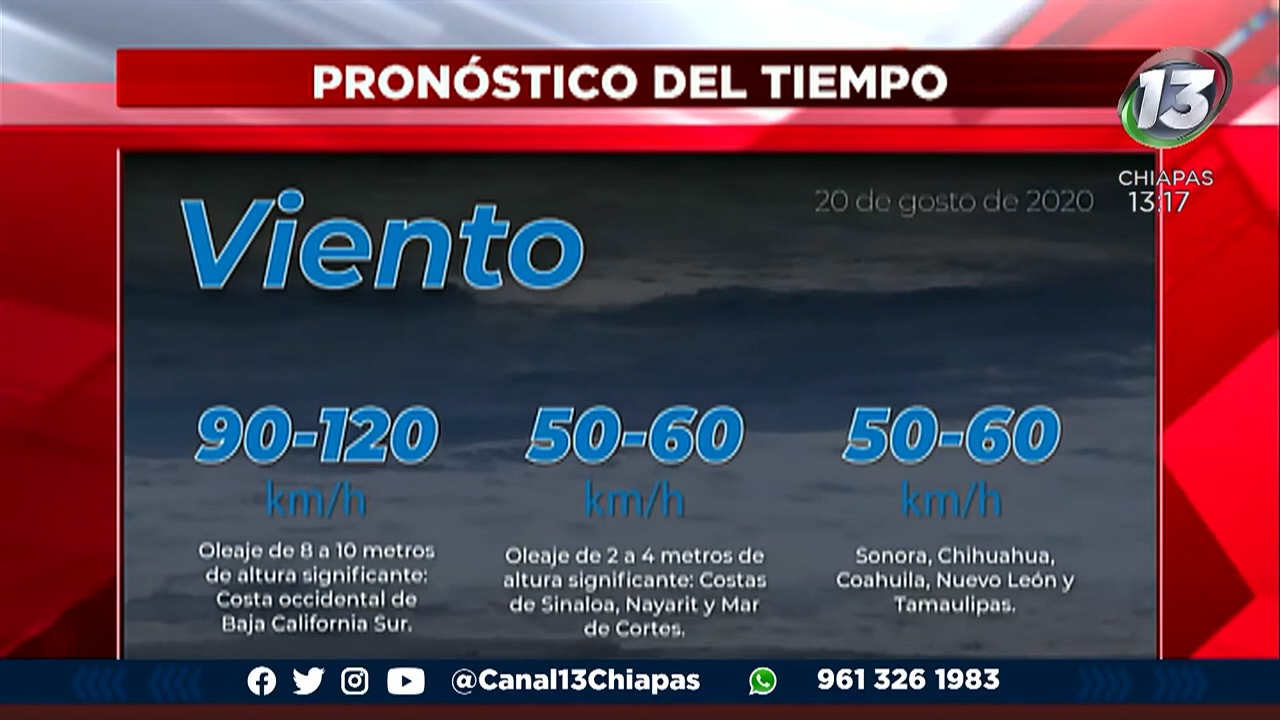 PRONÓSTICO DEL TIEMPO
13
CHIAPAS
13:17
20 de gosto de 2020
Viento
90-120
km/h
Oleaje de 8 a 10 metros
de altura significante:
Costa occidental de
Baja California Sur.
50-60
km/h
Oleaje de 2 a 4 metros de
altura significante: Costas
de Sinaloa, Nayarit y Mar
de Cortes.
50-60
km/h
Sonora, Chihuahua,
Coahuila, Nuevo León y
Tamaulipas.
@Canal13Chiapas
961 326 1983